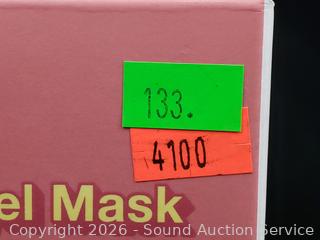 133.
4100
el Mask
Copyright 2026 - Sound Auction Service